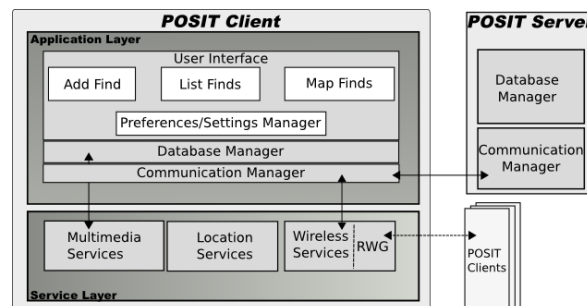 POSIT Client
Application Layer
User Interface
Add Find
List Finds
Map Finds
Preferences/Settings Manager
Database Manager
Communication Manager
Multimedia
Services
Location
Services
Wireless
Services
RWG
Service Layer
POSIT Server
Database
Manager
Communication
Manager
POSIT
Clients